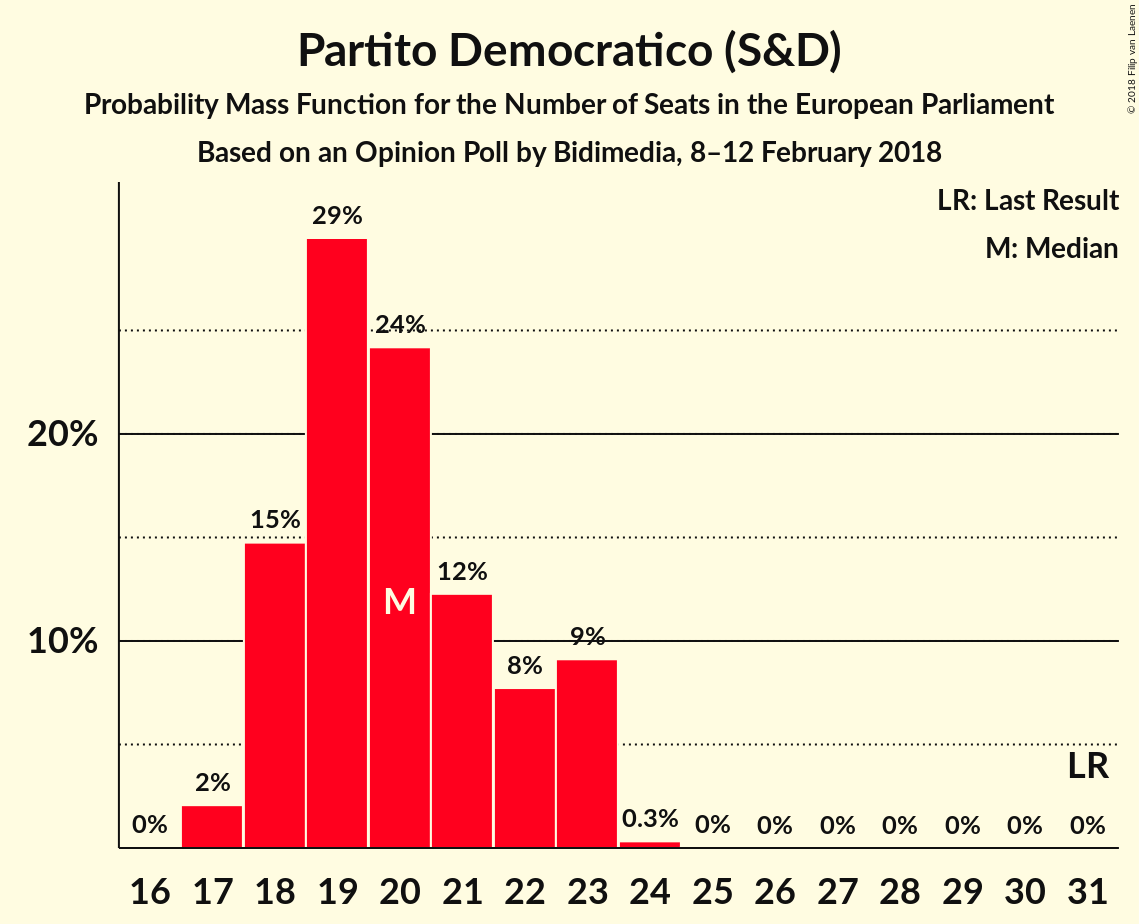 Partito Democratico (S&D)
Probability Mass Function for the Number of Seats in the European Parliament
Based on an Opinion Poll by Bidimedia, 8–12 February 2018
© 2018 Filip van Laenen
LR: Last Result
M: Median
29%
24%
20%
15%
12%
M
10%
9%
8%
LR
2%
0%
0.3%
0%
0%
0%
0%
0%
0%
0%
16 17 18 19 20 21 22 23 24 25 26 27 28 29 30 31